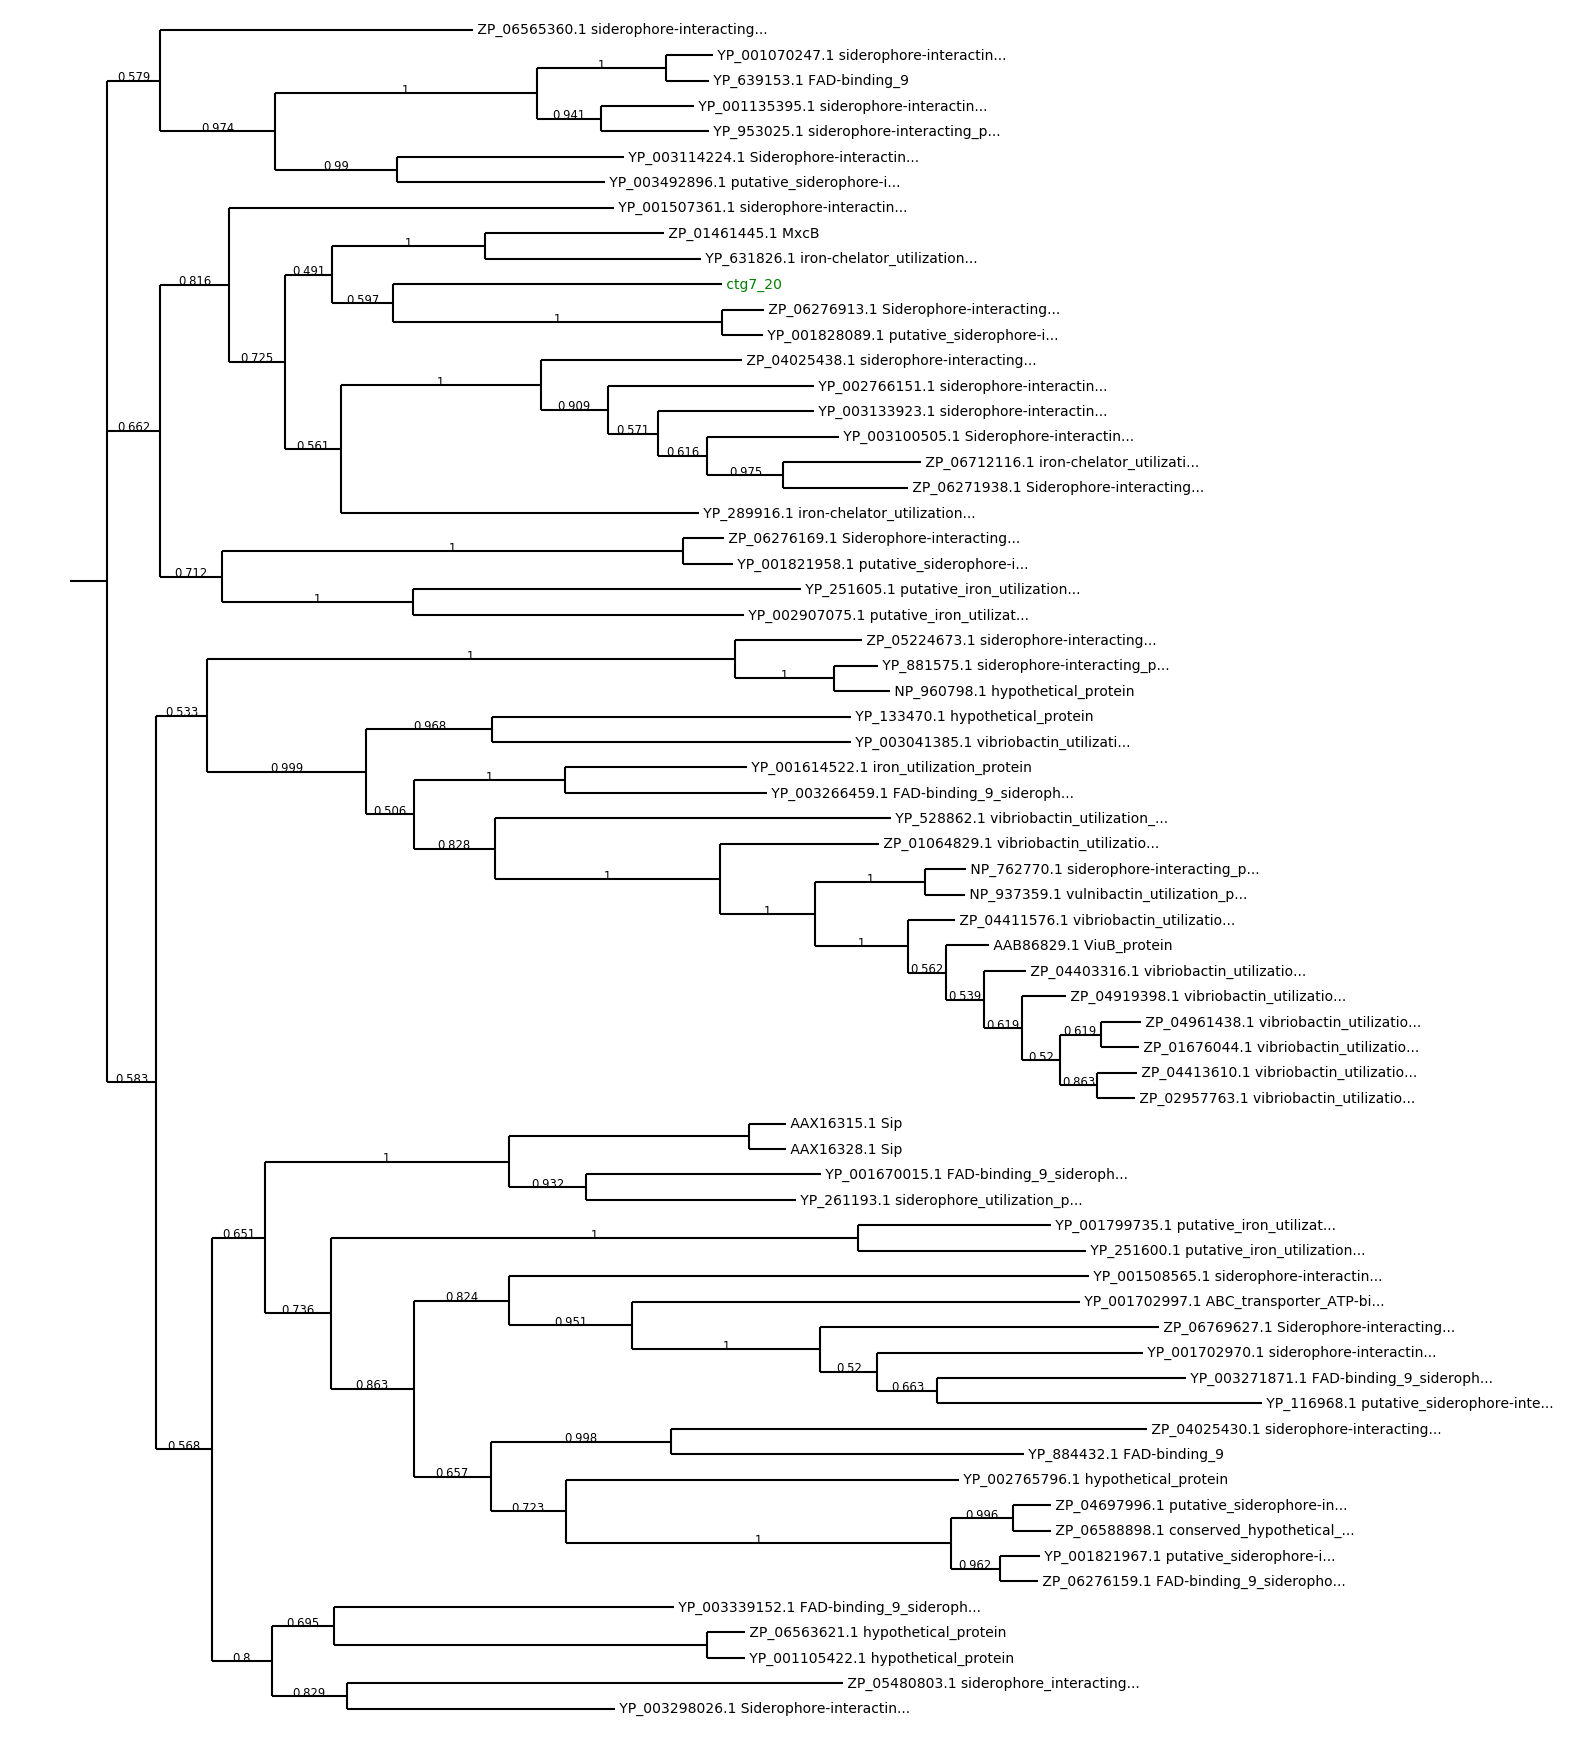 ZP_06565360.1 siderophore-interacting...
YP_001070247.1 siderophore-interactin...
1
0.579
YP_639153.1 FAD-binding_9
1
YP_001135395.1 siderophore-interactin...
0.941
0.974
YP_953025.1 siderophore-interacting_p...
YP_003114224.1 Siderophore-interactin...
0.99
YP_003492896.1 putative_siderophore-i...
YP_001507361.1 siderophore-interactin...
ZP_01461445.1 MxcB
1
YP_631826.1 iron-chelator_utilization...
0.491
0.816
ctg7_20
0.597
ZP_06276913.1 Siderophore-interacting...
1
YP_001828089.1 putative_siderophore-i...
0.725
ZP_04025438.1 siderophore-interacting...
1
YP_002766151.1 siderophore-interactin...
0.909
YP_003133923.1 siderophore-interactin...
0.662
0.571
YP_003100505.1 Siderophore-interactin...
0.561
0.616
ZP_06712116.1 iron-chelator_utilizati...
0.975
ZP_06271938.1 Siderophore-interacting...
YP_289916.1 iron-chelator_utilization...
ZP_06276169.1 Siderophore-interacting...
1
YP_001821958.1 putative_siderophore-i...
0.712
YP_251605.1 putative_iron_utilization...
1
YP_002907075.1 putative_iron_utilizat...
ZP_05224673.1 siderophore-interacting...
1
YP_881575.1 siderophore-interacting_p...
1
NP_960798.1 hypothetical_protein
0.533
YP_133470.1 hypothetical_protein
0.968
YP_003041385.1 vibriobactin_utilizati...
0.999
YP_001614522.1 iron_utilization_protein
1
YP_003266459.1 FAD-binding_9_sideroph...
0.506
YP_528862.1 vibriobactin_utilization_...
0.828
ZP_01064829.1 vibriobactin_utilizatio...
1
NP_762770.1 siderophore-interacting_p...
1
NP_937359.1 vulnibactin_utilization_p...
1
ZP_04411576.1 vibriobactin_utilizatio...
1
AAB86829.1 ViuB_protein
0.562
ZP_04403316.1 vibriobactin_utilizatio...
0.539
ZP_04919398.1 vibriobactin_utilizatio...
0.619
ZP_04961438.1 vibriobactin_utilizatio...
0.619
ZP_01676044.1 vibriobactin_utilizatio...
0.52
ZP_04413610.1 vibriobactin_utilizatio...
0.583
0.863
ZP_02957763.1 vibriobactin_utilizatio...
AAX16315.1 Sip
AAX16328.1 Sip
1
YP_001670015.1 FAD-binding_9_sideroph...
0.932
YP_261193.1 siderophore_utilization_p...
YP_001799735.1 putative_iron_utilizat...
0.651
1
YP_251600.1 putative_iron_utilization...
YP_001508565.1 siderophore-interactin...
0.824
YP_001702997.1 ABC_transporter_ATP-bi...
0.736
0.951
ZP_06769627.1 Siderophore-interacting...
1
YP_001702970.1 siderophore-interactin...
0.52
YP_003271871.1 FAD-binding_9_sideroph...
0.863
0.663
YP_116968.1 putative_siderophore-inte...
ZP_04025430.1 siderophore-interacting...
0.998
0.568
YP_884432.1 FAD-binding_9
0.657
YP_002765796.1 hypothetical_protein
0.723
ZP_04697996.1 putative_siderophore-in...
0.996
ZP_06588898.1 conserved_hypothetical_...
1
YP_001821967.1 putative_siderophore-i...
0.962
ZP_06276159.1 FAD-binding_9_sideropho...
YP_003339152.1 FAD-binding_9_sideroph...
0.695
ZP_06563621.1 hypothetical_protein
0.8
YP_001105422.1 hypothetical_protein
ZP_05480803.1 siderophore_interacting...
0.829
YP_003298026.1 Siderophore-interactin...